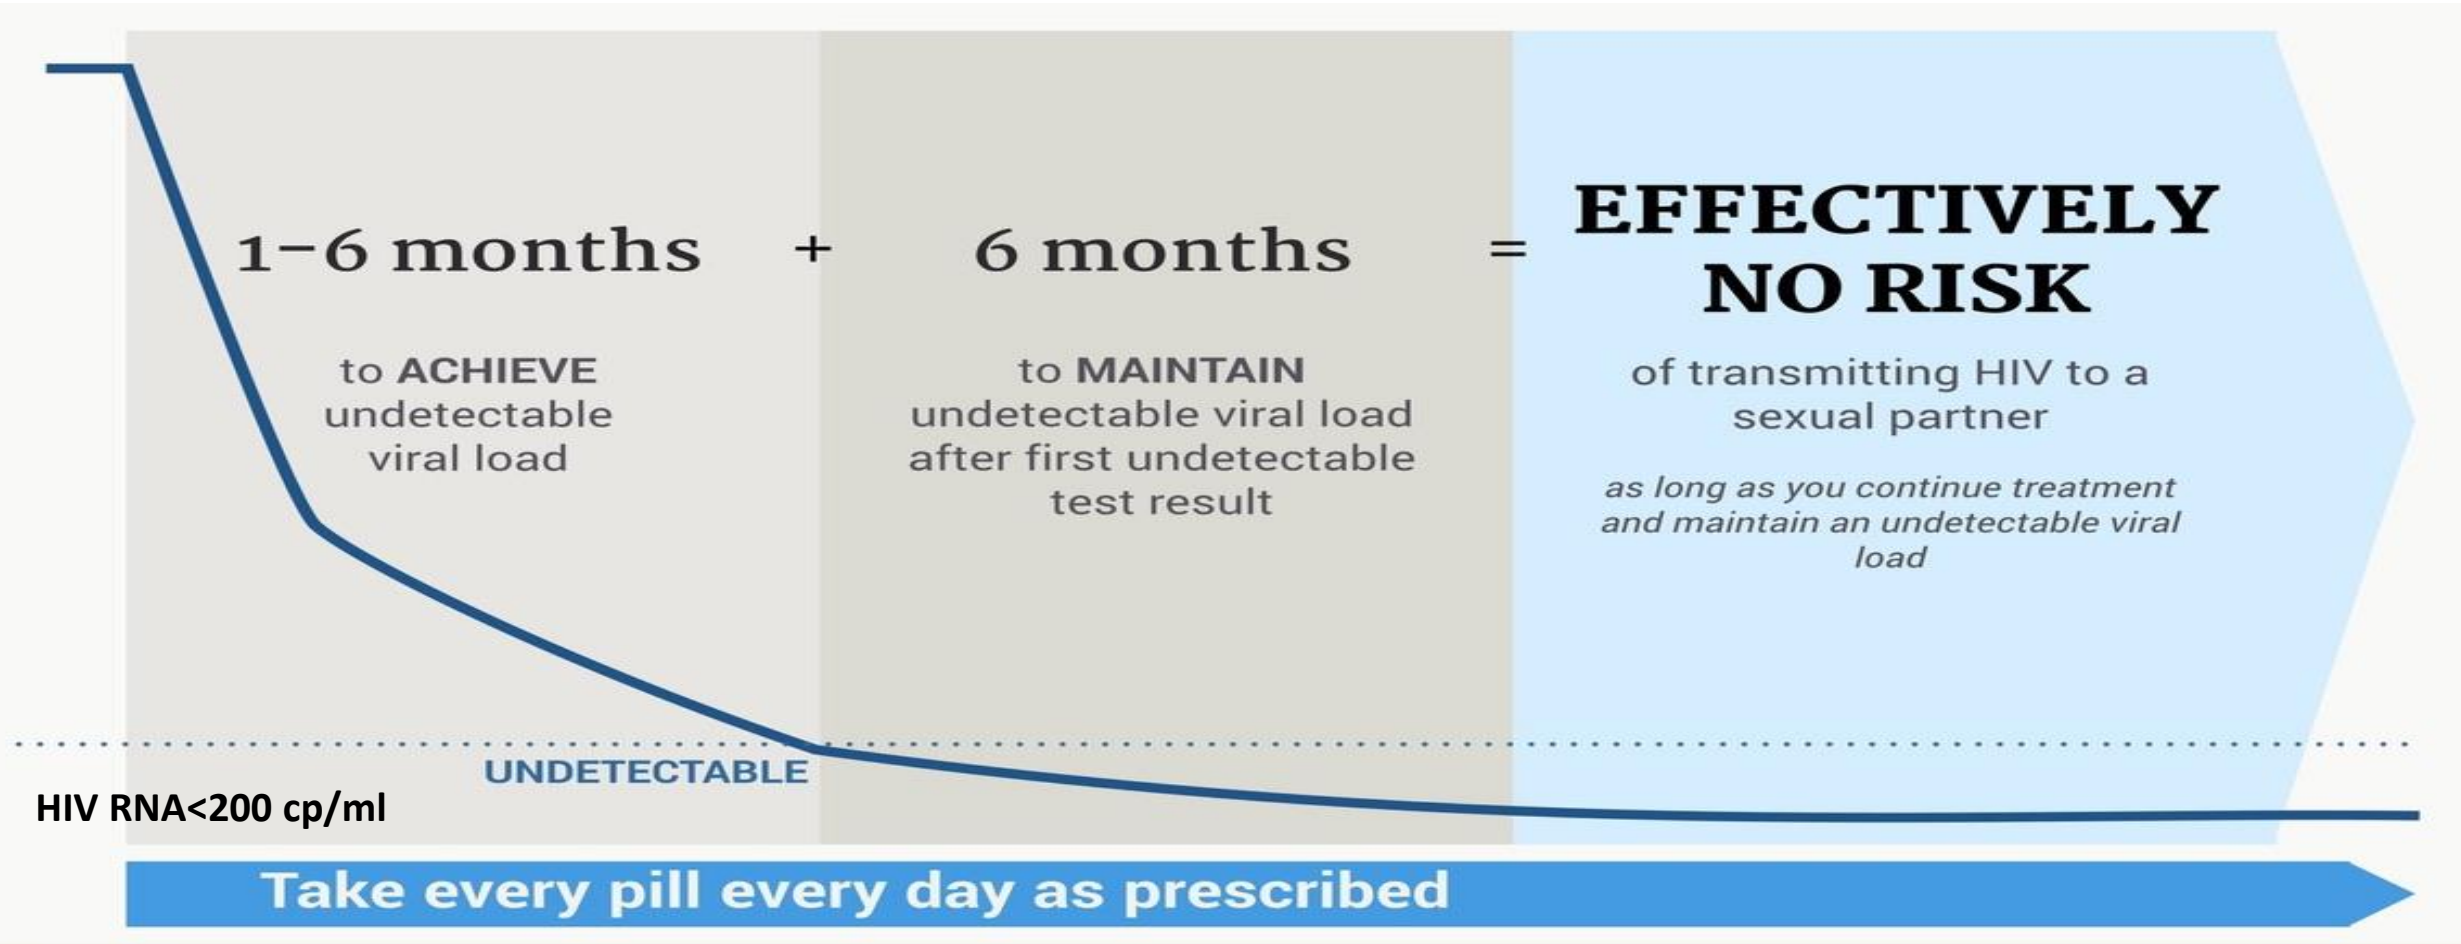 1–6 months
+
6 months
=
EFFECTIVELY
NO RISK
to ACHIEVE
undetectable
viral load
to MAINTAIN
undetectable viral load
after first undetectable
test result
of transmitting HIV to a
sexual partner
as long as you continue treatment
and maintain an undetectable viral
load
UNDETECTABLE
HIV RNA<200 cp/ml
Take every pill every day as prescribed